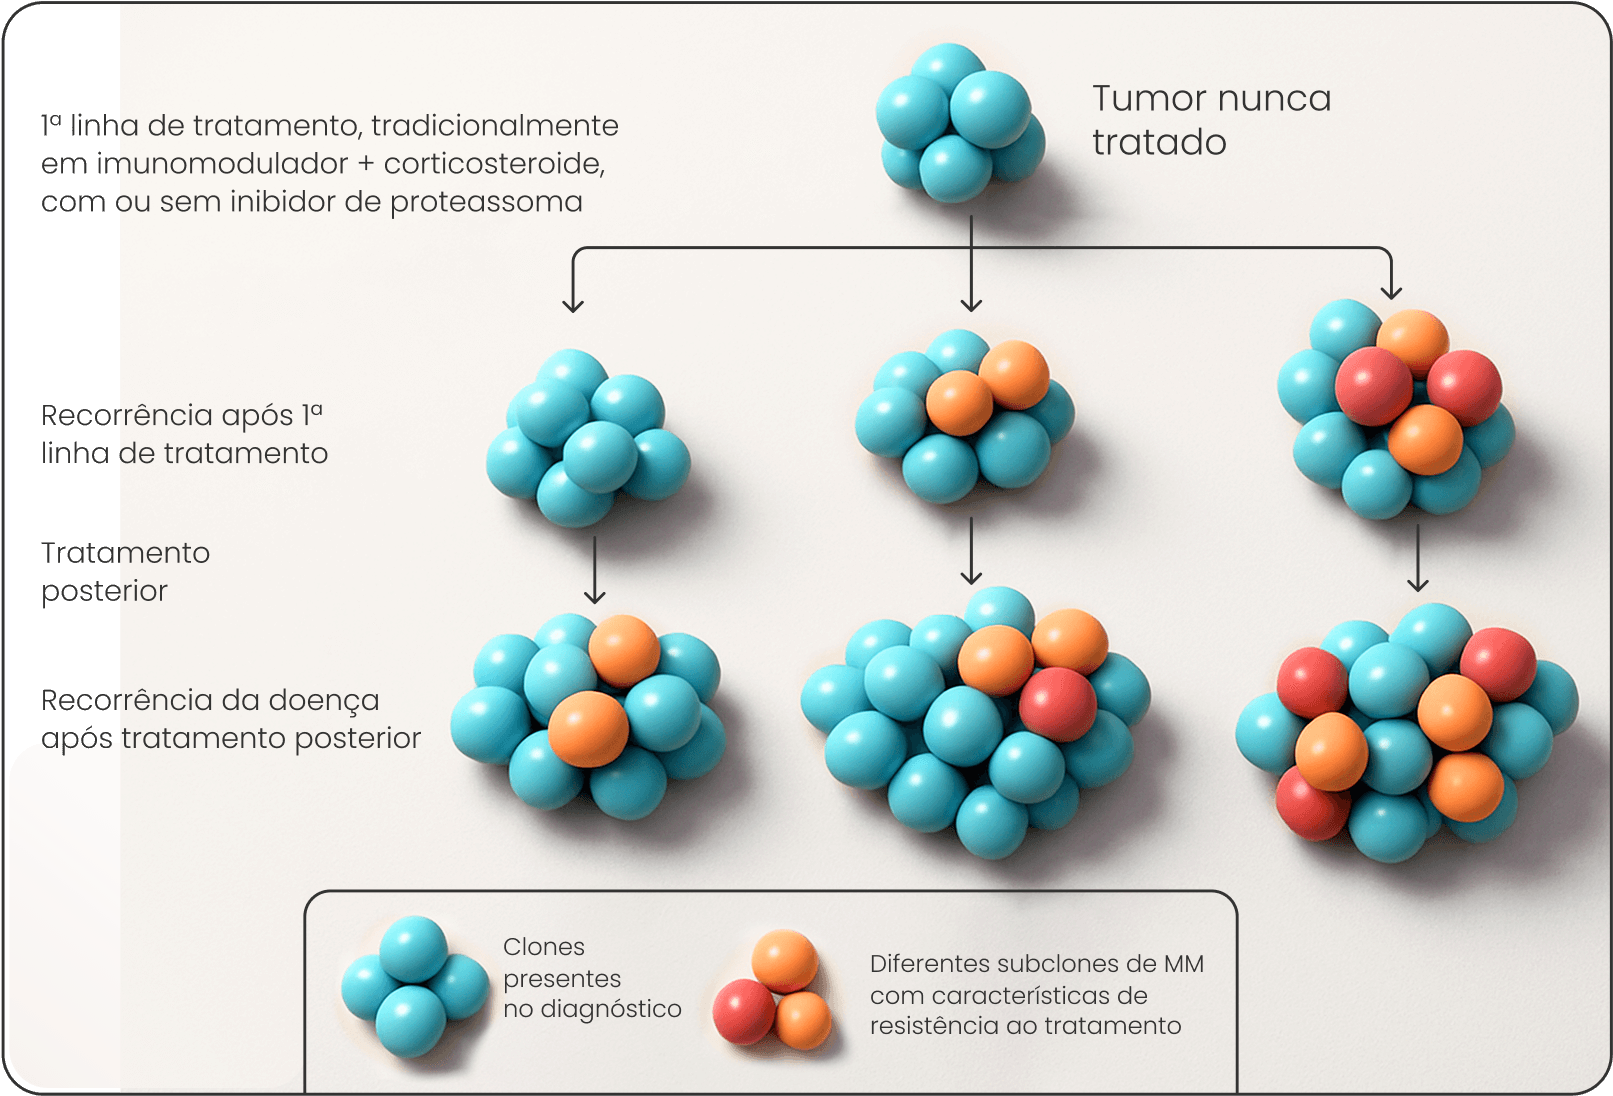 1ª linha de tratamento, tradicionalmente
em imunomodulador + corticosteroide,
com ou sem inibidor de proteassoma
Tumor nunca
tratado
Recorrência após 1ª
linha de tratamento
Tratamento
posterior
Recorrência da doença
após tratamento posterior
Clones
presentes
no diagnóstico
Diferentes subclones de MM
com características de
resistência ao tratamento